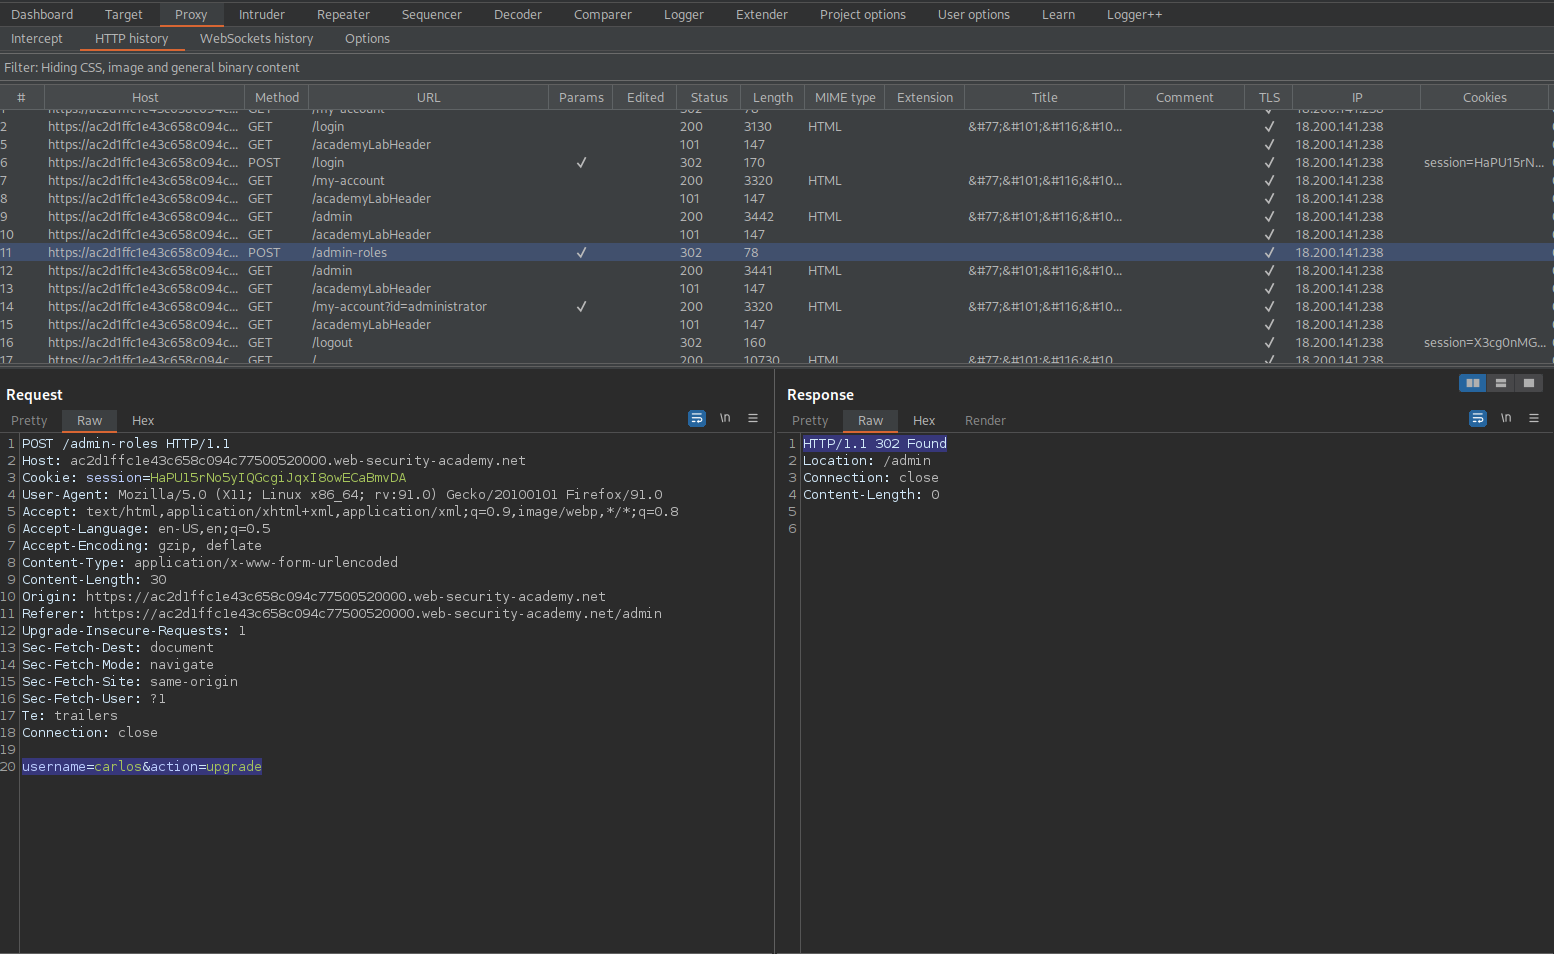 Dashboard Target Proxy Intruder Repeater Sequencer Decoder Comparer Logger Extender Project options User options Learn Logger++
Intercept HTTP history WebSockets history Options
Filter: Hiding CSS, image and general binary content
# Host Method URL Params Edited Status Length MIME type Extension Title Comment TLS IP Cookies
2 https://ac2d1ffc1e43c658c094c... GET /login 200 3130 HTML &#77;&#101;&#116;&#10... ✓ 18.200.141.238
5 https://ac2d1ffc1e43c658c094c... GET /academyLabHeader 101 147 ✓ 18.200.141.238
6 https://ac2d1ffc1e43c658c094c... POST /login ✓ 302 170 ✓ 18.200.141.238 session=HaPU15rN...
7 https://ac2d1ffc1e43c658c094c... GET /my-account 200 3320 HTML &#77;&#101;&#116;&#10... ✓ 18.200.141.238
8 https://ac2d1ffc1e43c658c094c... GET /academyLabHeader 101 147 ✓ 18.200.141.238
9 https://ac2d1ffc1e43c658c094c... GET /admin 200 3442 HTML &#77;&#101;&#116;&#10... ✓ 18.200.141.238
10 https://ac2d1ffc1e43c658c094c... GET /academyLabHeader 101 147 ✓ 18.200.141.238
11 https://ac2d1ffc1e43c658c094c... POST /admin-roles ✓ 302 78 ✓ 18.200.141.238
12 https://ac2d1ffc1e43c658c094c... GET /admin 200 3441 HTML &#77;&#101;&#116;&#10... ✓ 18.200.141.238
13 https://ac2d1ffc1e43c658c094c... GET /academyLabHeader 101 147 ✓ 18.200.141.238
14 https://ac2d1ffc1e43c658c094c... GET /my-account?id=administrator ✓ 200 3320 HTML &#77;&#101;&#116;&#10... ✓ 18.200.141.238
15 https://ac2d1ffc1e43c658c094c... GET /academyLabHeader 101 147 ✓ 18.200.141.238
16 https://ac2d1ffc1e43c658c094c... GET /logout 302 160 ✓ 18.200.141.238 session=X3cg0nMG...
17 https://ac2d1ffc1e43c658c094c... GET / 200 10730 HTML &#77;&#101;&#116;&#10... ✓ 18.200.141.238
Request
Pretty Raw Hex \n
1 POST /admin-roles HTTP/1.1
2 Host: ac2d1ffc1e43c658c094c77500520000.web-security-academy.net
3 Cookie: session=HaPU15rNo5yIQGcgiJqxI8owECaBmvDA
4 User-Agent: Mozilla/5.0 (X11; Linux x86_64; rv:91.0) Gecko/20100101 Firefox/91.0
5 Accept: text/html,application/xhtml+xml,application/xml;q=0.9,image/webp,*/*;q=0.8
6 Accept-Language: en-US,en;q=0.5
7 Accept-Encoding: gzip, deflate
8 Content-Type: application/x-www-form-urlencoded
9 Content-Length: 30
10 Origin: https://ac2d1ffc1e43c658c094c77500520000.web-security-academy.net
11 Referer: https://ac2d1ffc1e43c658c094c77500520000.web-security-academy.net/admin
12 Upgrade-Insecure-Requests: 1
13 Sec-Fetch-Dest: document
14 Sec-Fetch-Mode: navigate
15 Sec-Fetch-Site: same-origin
16 Sec-Fetch-User: ?1
17 Te: trailers
18 Connection: close
19
20 username=carlos&action=upgrade
Response
Pretty Raw Hex Render \n
1 HTTP/1.1 302 Found
2 Location: /admin
3 Connection: close
4 Content-Length: 0
5
6